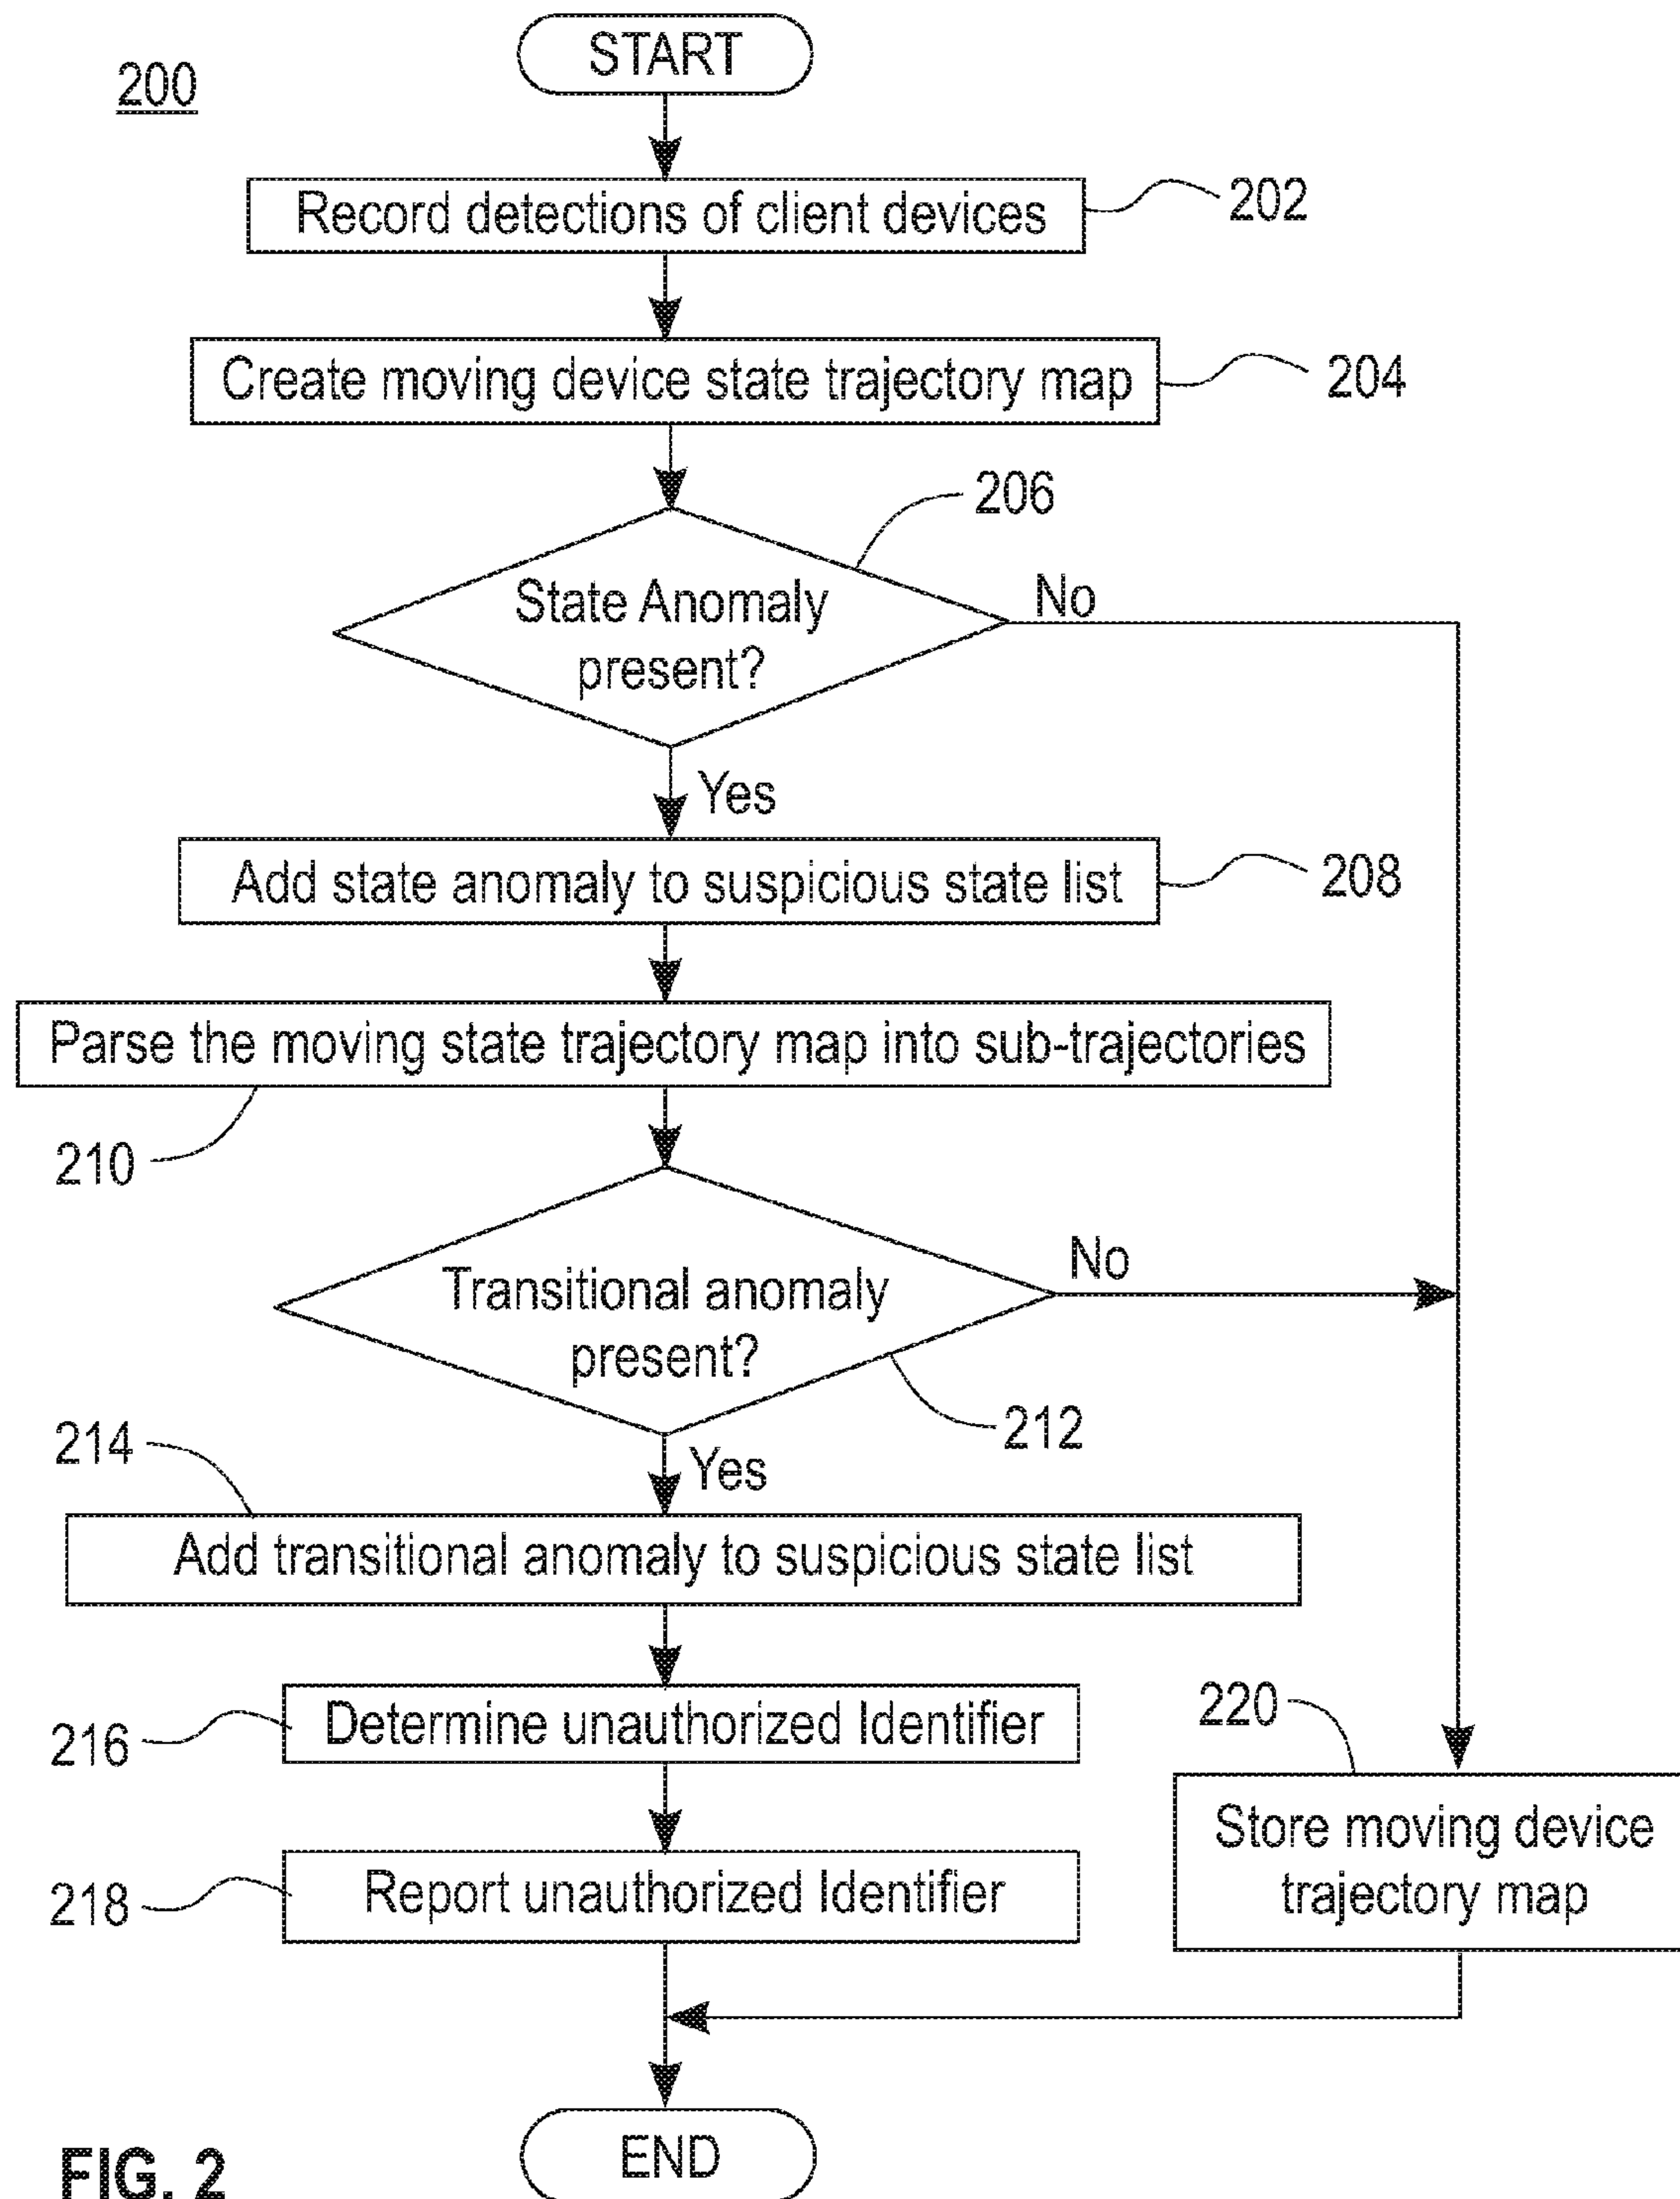 START
200
Record detections of client devices
202
Create moving device state trajectory map
204
206
State Anomaly
present?
No
Yes
Add state anomaly to suspicious state list
208
Parse the moving state trajectory map into sub-trajectories
210
Transitional anomaly
present?
No
212
214
Yes
Add transitional anomaly to suspicious state list
Determine unauthorized Identifier
216
220
Store moving device
trajectory map
Report unauthorized Identifier
218
END
FIG. 2